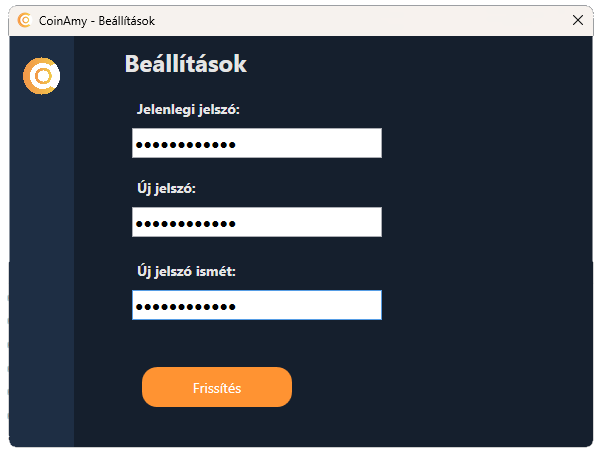 CoinAmy - Beállítások
Beállítások
Jelenlegi jelszó:
●●●●●●●●●●●●
Új jelszó:
●●●●●●●●●●●●
Új jelszó ismét:
●●●●●●●●●●●●
Frissítés